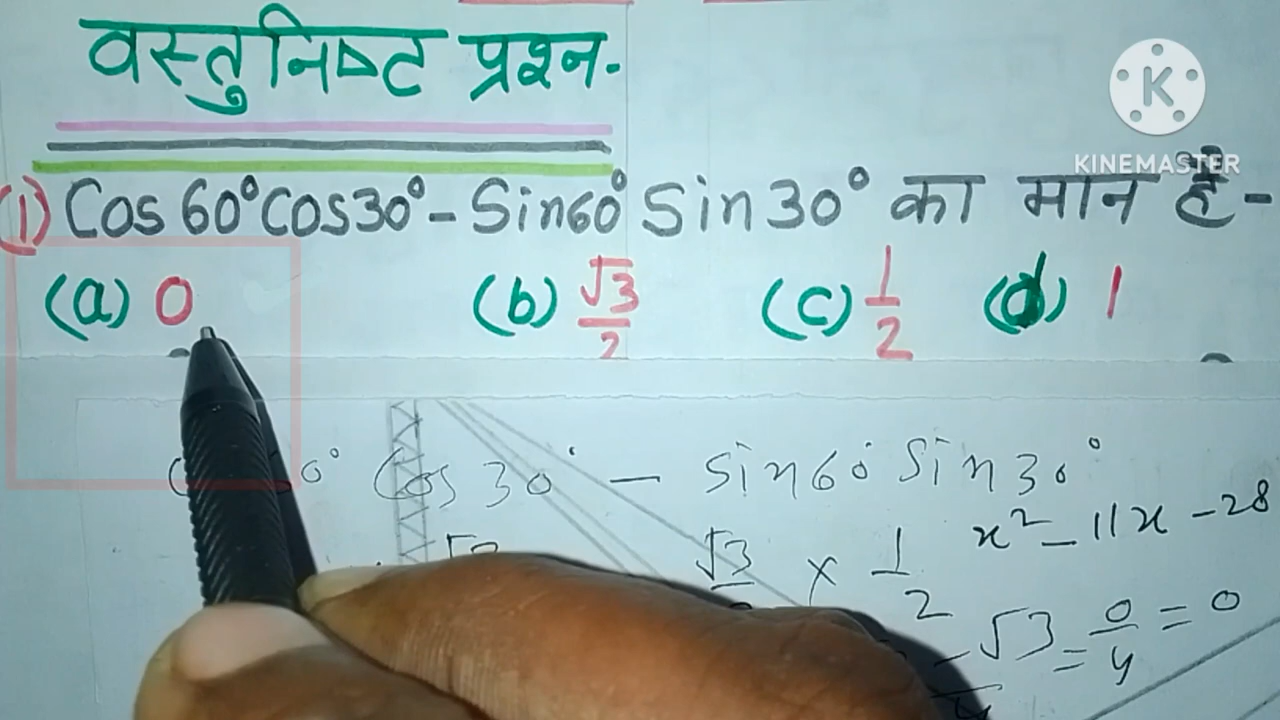 वस्तुनिष्ट प्रश्न.
KINEMASTER
(1) Cos 60° Cos 30° - Sin 60° Sin 30° का मान है-
(a) 0 (b) √3/2 (c) 1/2 (d) 1
0° Cos 30° - Sin 60° Sin 30°
√3 × 1/2 x² - 11x - 28
- √3 = 0/4 = 0